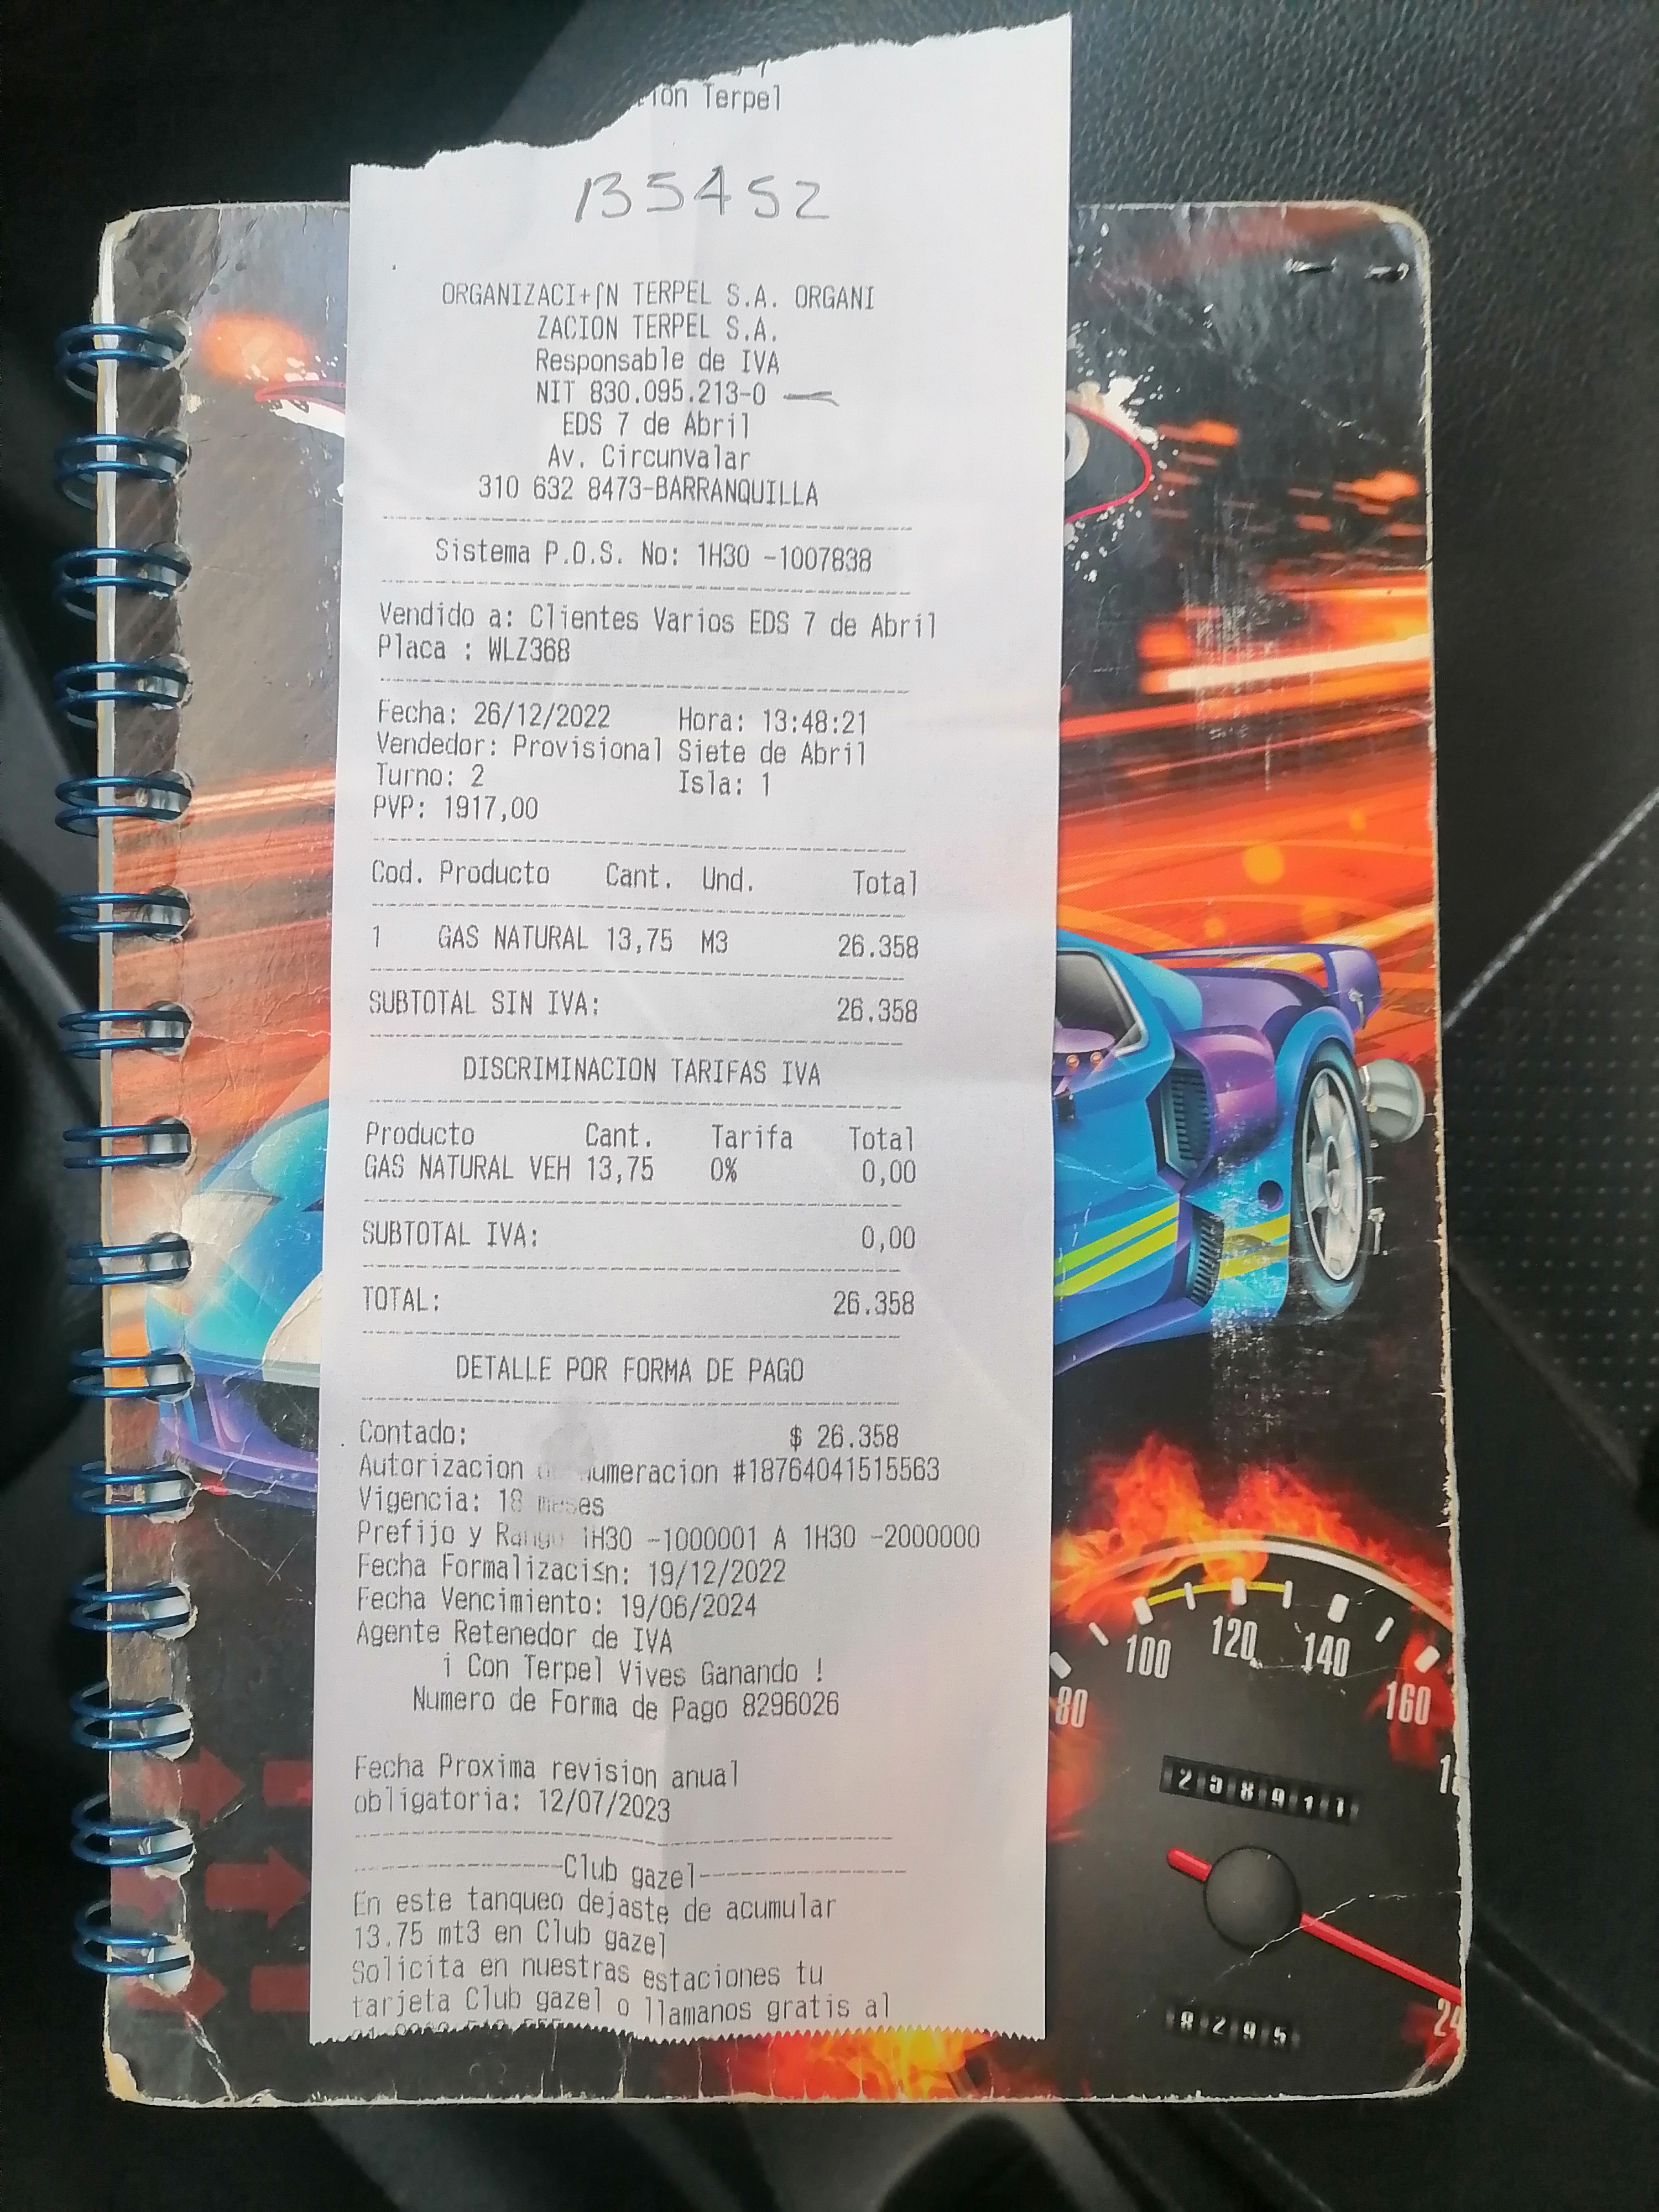 Terpel
135452
ORGANIZACI+ſN TERPEL S.A. ORGANI
ZACION TERPEL S.A.
Responsable de IVA
NIT 830.095.213-0
EDS 7 de Abril
Av. Circunvalar
310 632 8473-BARRANQUILLA
Sistema P.O.S. No: 1H30 -1007838
Vendido a: Clientes Varios EDS 7 de Abril
Placa : WLZ368
Fecha: 26/12/2022 Hora: 13:48:21
Vendedor: Provisional Siete de Abril
Turno: 2 Isla: 1
PVP: 1917,00
Cod. Producto Cant. Und. Total
1 GAS NATURAL 13,75 M3 26.358
SUBTOTAL SIN IVA: 26.358
DISCRIMINACION TARIFAS IVA
Producto Cant. Tarifa Total
GAS NATURAL VEH 13,75 0% 0,00
SUBTOTAL IVA: 0,00
TOTAL: 26.358
DETALLE POR FORMA DE PAGO
Contado: $ 26.358
Autorizacion de numeracion #18764041515563
Vigencia: 18 meses
Prefijo y Rango 1H30 -1000001 A 1H30 -2000000
Fecha Formalizaci≤n: 19/12/2022
Fecha Vencimiento: 19/06/2024
Agente Retenedor de IVA
¡ Con Terpel Vives Ganando !
Numero de Forma de Pago 8296026
Fecha Proxima revision anual
obligatoria: 12/07/2023
------------Club gazel------------
En este tanqueo dejaste de acumular
13.75 mt3 en Club gazel
Solicita en nuestras estaciones tu
tarjeta Club gazel o llamanos gratis al
80
100
120
140
160
258911
8295